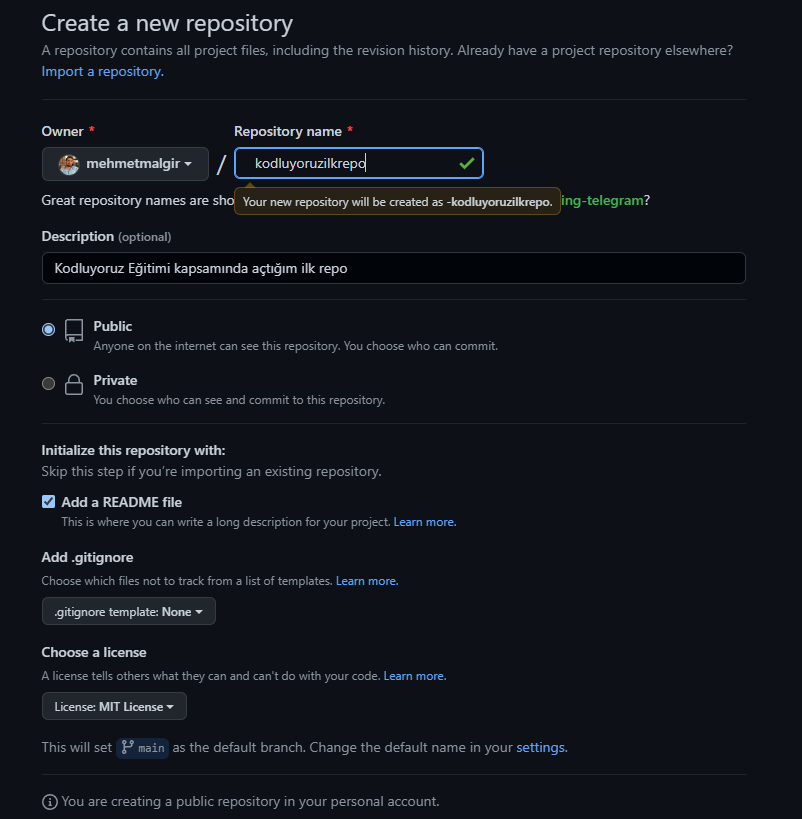 Create a new repository
A repository contains all project files, including the revision history. Already have a project repository elsewhere?
Import a repository.
Owner * Repository name *
mehmetmalgir / kodluyoruzilkrepo
Great repository names are sho ing-telegram?
Your new repository will be created as -kodluyoruzilkrepo.
Description (optional)
Kodluyoruz Eğitimi kapsamında açtığım ilk repo
Public
Anyone on the internet can see this repository. You choose who can commit.
Private
You choose who can see and commit to this repository.
Initialize this repository with:
Skip this step if you're importing an existing repository.
Add a README file
This is where you can write a long description for your project. Learn more.
Add .gitignore
Choose which files not to track from a list of templates. Learn more.
.gitignore template: None
Choose a license
A license tells others what they can and can't do with your code. Learn more.
License: MIT License
This will set main as the default branch. Change the default name in your settings.
You are creating a public repository in your personal account.